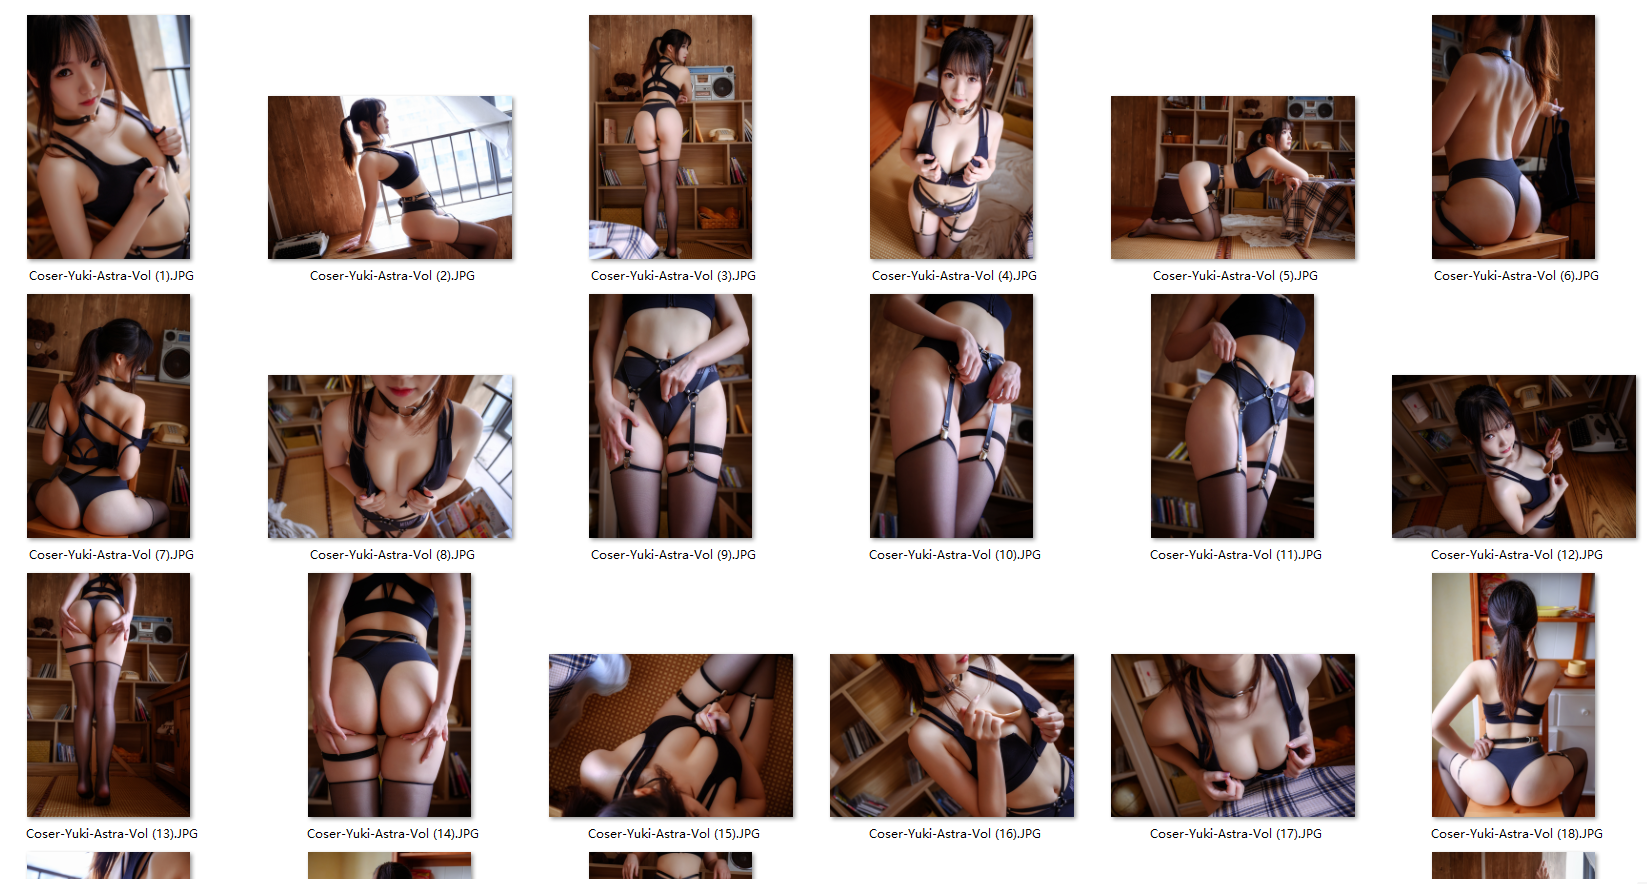 Coser-Yuki-Astra-Vol (1).JPG
Coser-Yuki-Astra-Vol (2).JPG
Coser-Yuki-Astra-Vol (3).JPG
Coser-Yuki-Astra-Vol (4).JPG
Coser-Yuki-Astra-Vol (5).JPG
Coser-Yuki-Astra-Vol (6).JPG
Coser-Yuki-Astra-Vol (7).JPG
Coser-Yuki-Astra-Vol (8).JPG
Coser-Yuki-Astra-Vol (9).JPG
Coser-Yuki-Astra-Vol (10).JPG
Coser-Yuki-Astra-Vol (11).JPG
Coser-Yuki-Astra-Vol (12).JPG
Coser-Yuki-Astra-Vol (13).JPG
Coser-Yuki-Astra-Vol (14).JPG
Coser-Yuki-Astra-Vol (15).JPG
Coser-Yuki-Astra-Vol (16).JPG
Coser-Yuki-Astra-Vol (17).JPG
Coser-Yuki-Astra-Vol (18).JPG